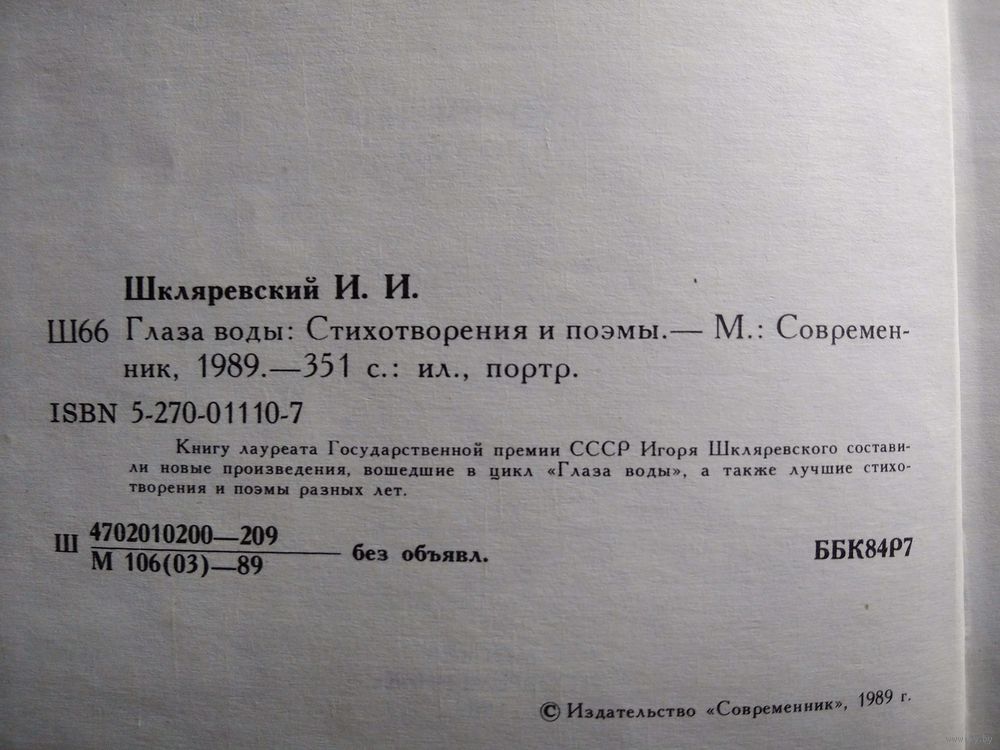 Шкляревский И. И.
Ш66 Глаза воды: Стихотворения и поэмы.— М.: Современ-
ник, 1989.—351 с.: ил., портр.
ISBN 5-270-01110-7
Книгу лауреата Государственной премии СССР Игоря Шкляревского состави-
ли новые произведения, вошедшие в цикл «Глаза воды», а также лучшие стихо-
творения и поэмы разных лет.
Ш 4702010200—209
М 106(03)—89 без объявл. ББК84Р7
© Издательство «Современник», 1989 г.